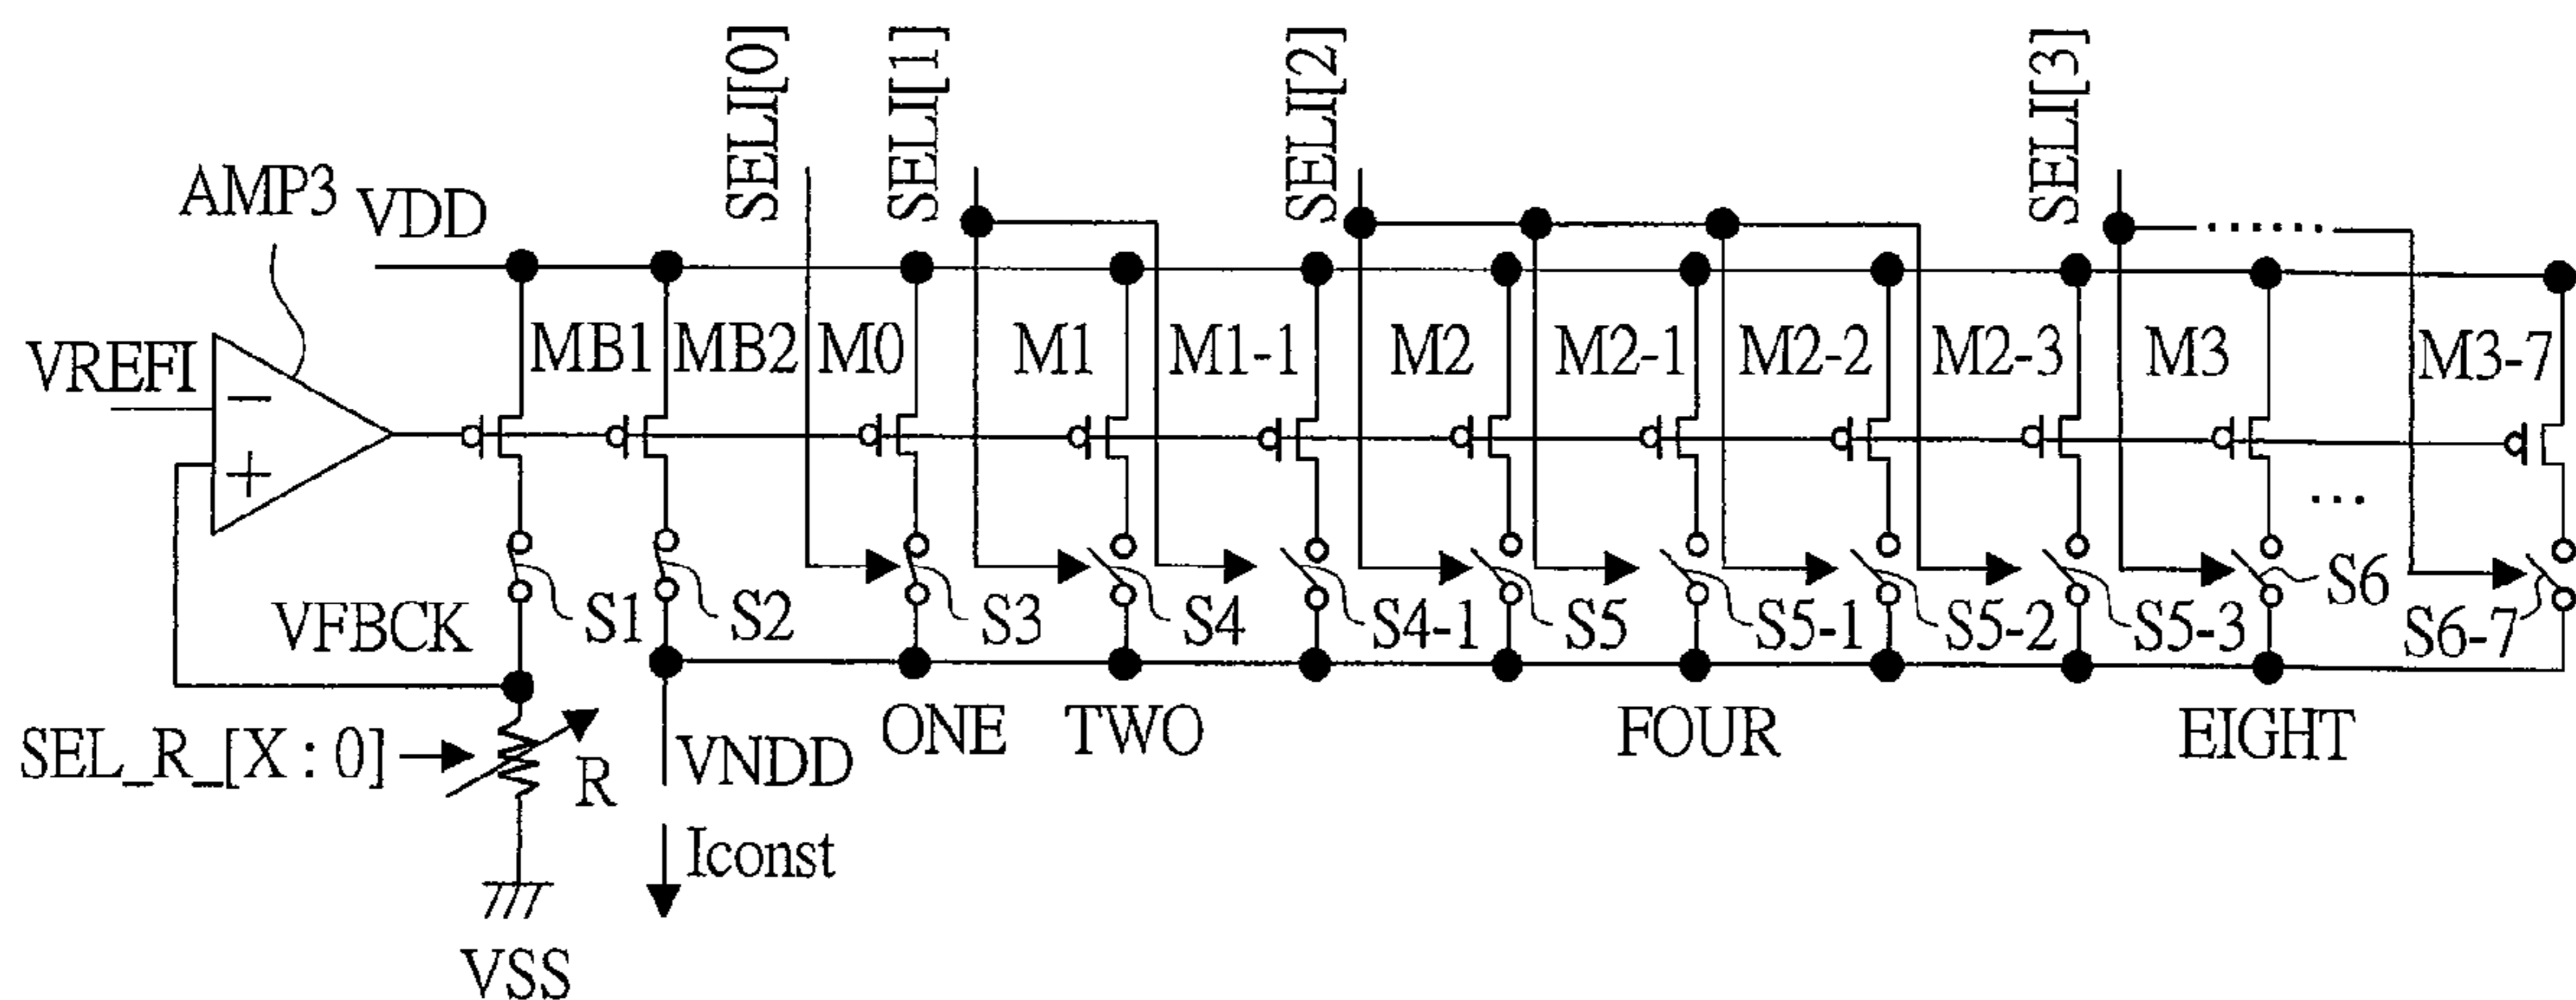 SELI[0]
SELI[1]
SELI[2]
SELI[3]
AMP3
VDD
VREFI
−
+
MB1
MB2
M0
M1
M1-1
M2
M2-1
M2-2
M2-3
M3
M3-7
...
VFBCK
S1
S2
S3
S4
S4-1
S5
S5-1
S5-2
S5-3
S6
S6-7
SEL_R_[X : 0]
R
VNDD
ONE
TWO
FOUR
EIGHT
Iconst
VSS